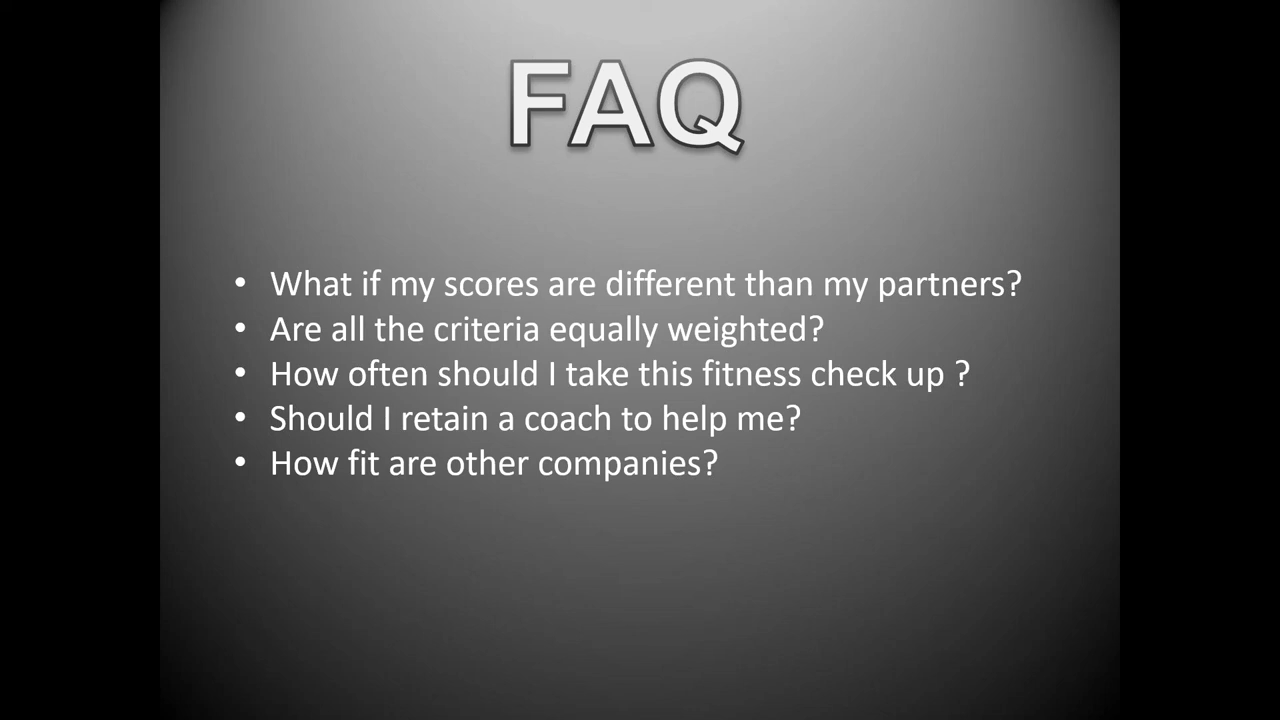 FAQ
• What if my scores are different than my partners?
• Are all the criteria equally weighted?
• How often should I take this fitness check up ?
• Should I retain a coach to help me?
• How fit are other companies?